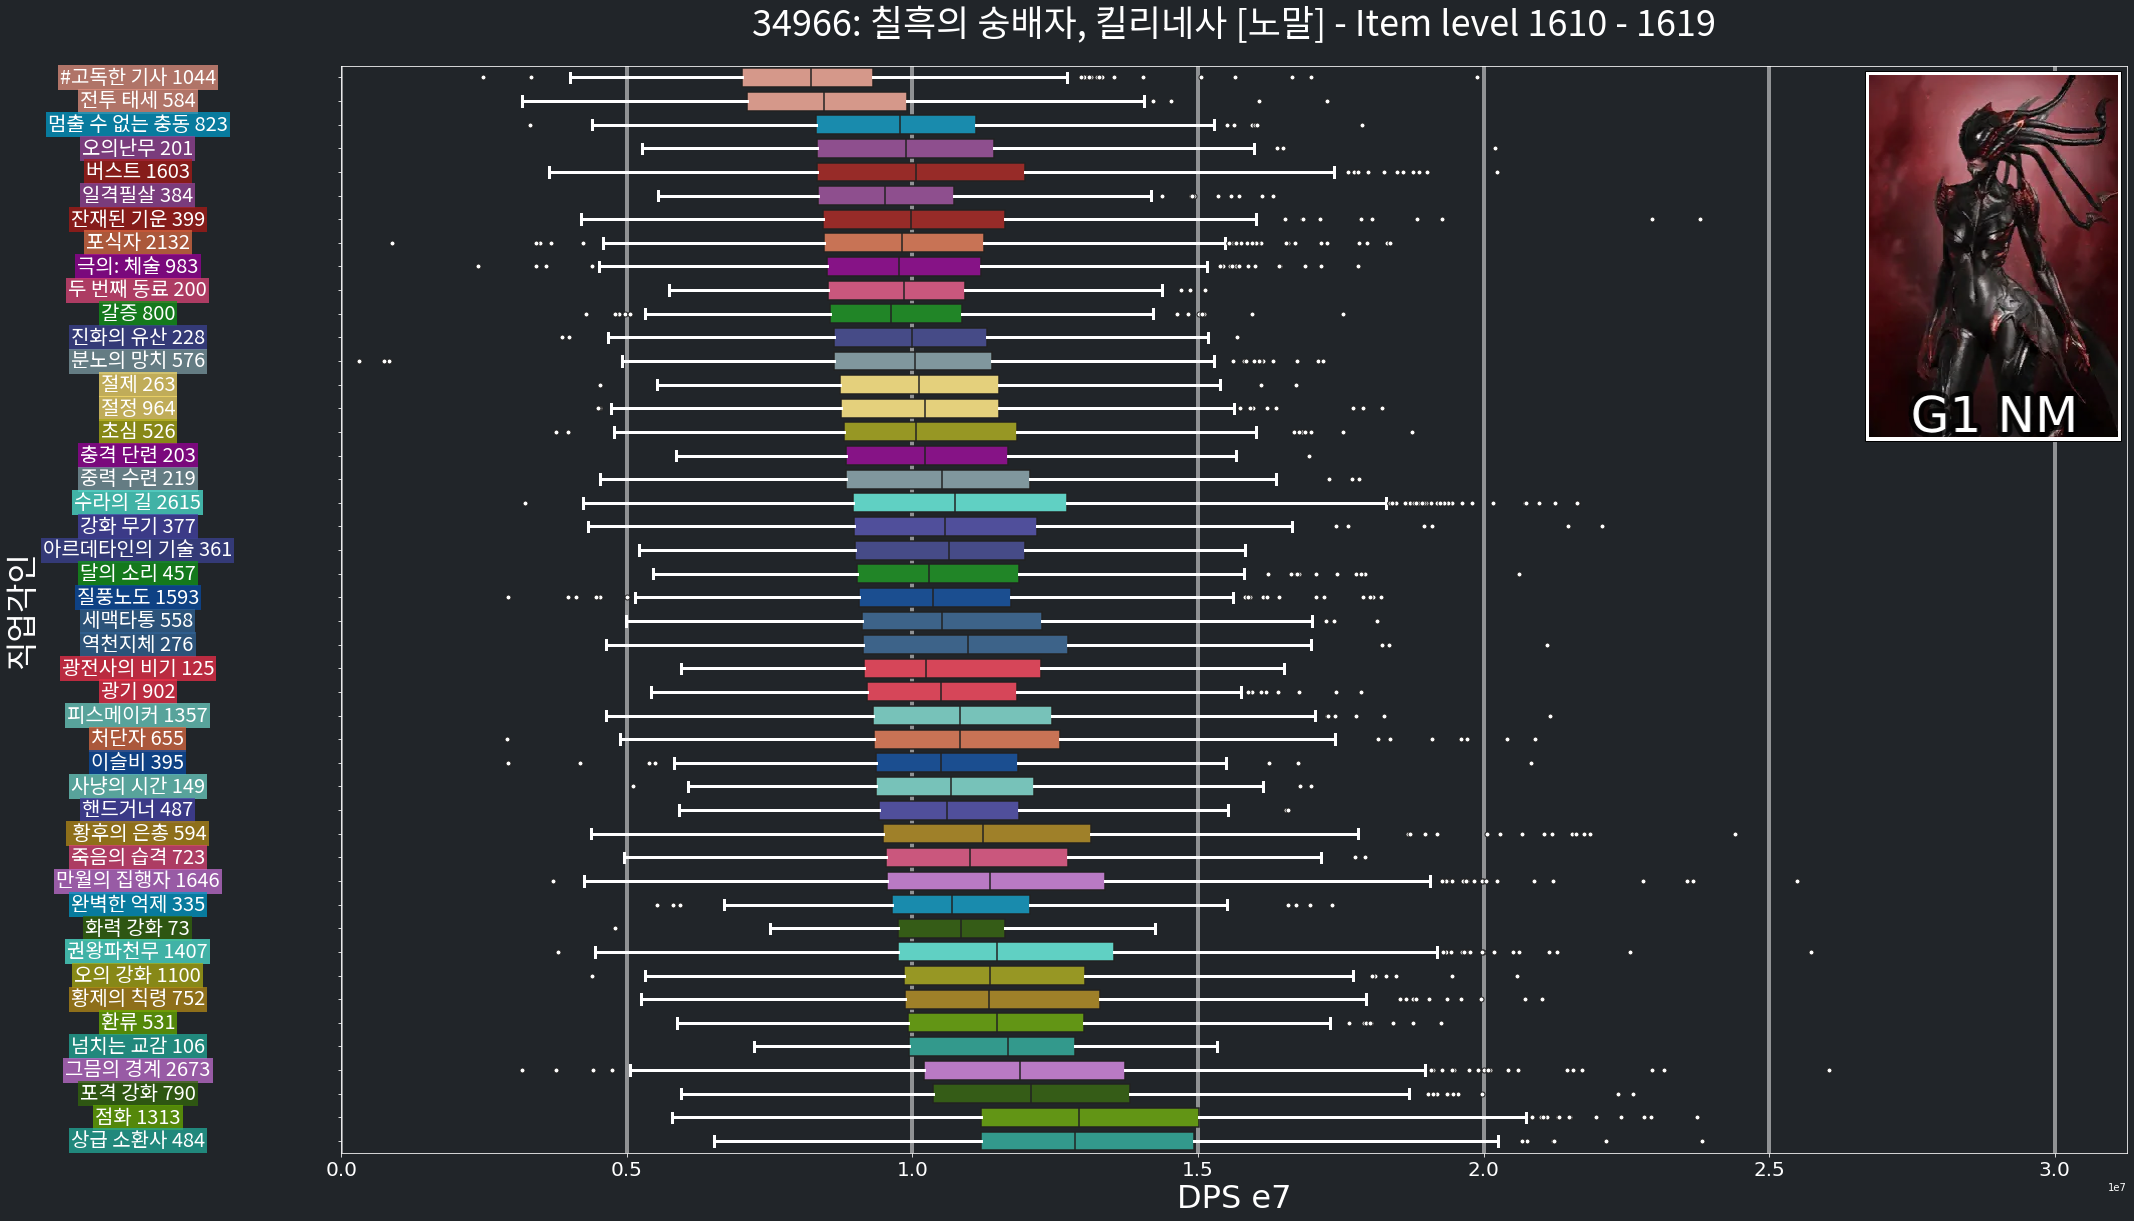 34966: 칠흑의 숭배자, 킬리네사 [노말] - Item level 1610 - 1619
#고독한 기사 1044
전투 태세 584
멈출 수 없는 충동 823
오의난무 201
버스트 1603
일격필살 384
잔재된 기운 399
포식자 2132
극의: 체술 983
두 번째 동료 200
갈증 800
진화의 유산 228
분노의 망치 576
절제 263
절정 964
초심 526
충격 단련 203
중력 수련 219
수라의 길 2615
강화 무기 377
아르데타인의 기술 361
달의 소리 457
질풍노도 1593
세맥타통 558
역천지체 276
광전사의 비기 125
광기 902
피스메이커 1357
처단자 655
이슬비 395
사냥의 시간 149
핸드거너 487
황후의 은총 594
죽음의 습격 723
만월의 집행자 1646
완벽한 억제 335
화력 강화 73
권왕파천무 1407
오의 강화 1100
황제의 칙령 752
환류 531
넘치는 교감 106
그믐의 경계 2673
포격 강화 790
점화 1313
상급 소환사 484
직업각인
G1 NM
0.0 0.5 1.0 1.5 2.0 2.5 3.0
DPS e7
1e7